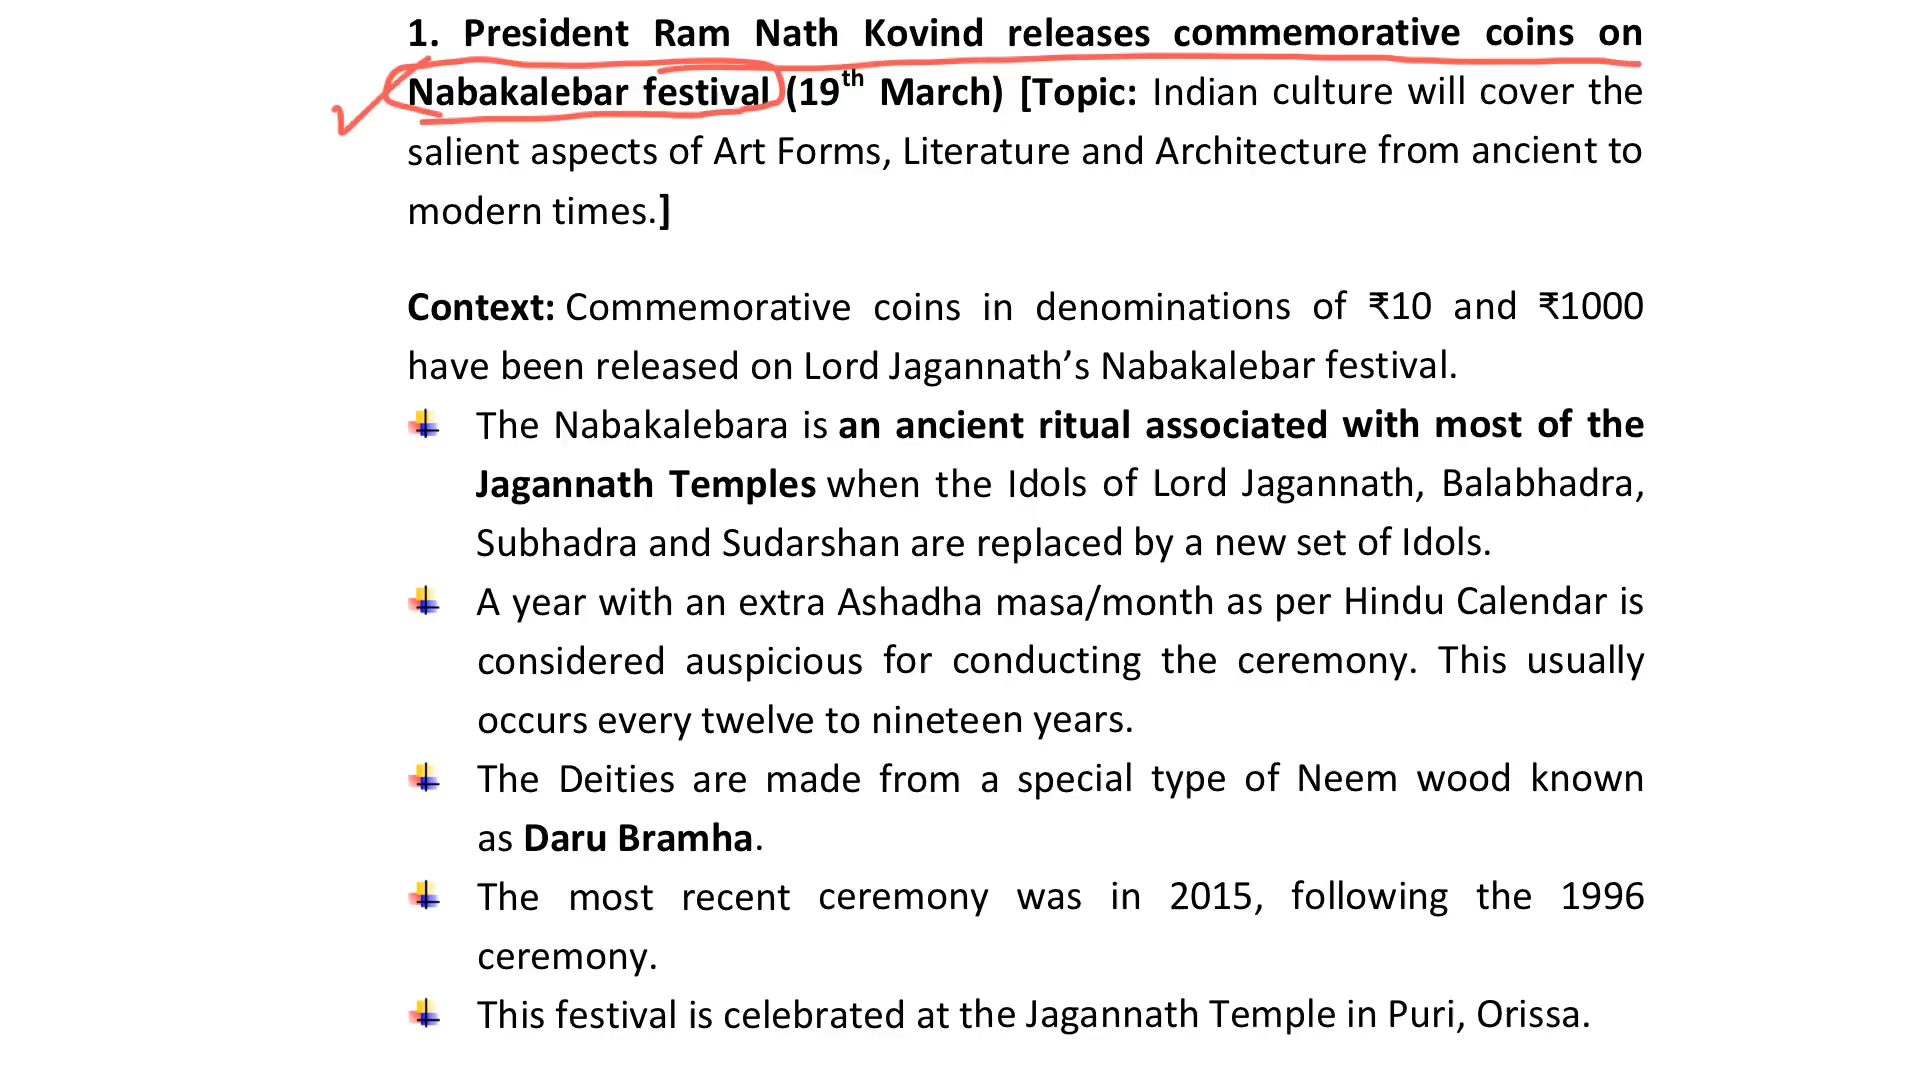 1. President Ram Nath Kovind releases commemorative coins on
Nabakalebar festival (19th March) [Topic: Indian culture will cover the
salient aspects of Art Forms, Literature and Architecture from ancient to
modern times.]
Context: Commemorative coins in denominations of ₹10 and ₹1000
have been released on Lord Jagannath’s Nabakalebar festival.
The Nabakalebara is an ancient ritual associated with most of the
Jagannath Temples when the Idols of Lord Jagannath, Balabhadra,
Subhadra and Sudarshan are replaced by a new set of Idols.
A year with an extra Ashadha masa/month as per Hindu Calendar is
considered auspicious for conducting the ceremony. This usually
occurs every twelve to nineteen years.
The Deities are made from a special type of Neem wood known
as Daru Bramha.
The most recent ceremony was in 2015, following the 1996
ceremony.
This festival is celebrated at the Jagannath Temple in Puri, Orissa.